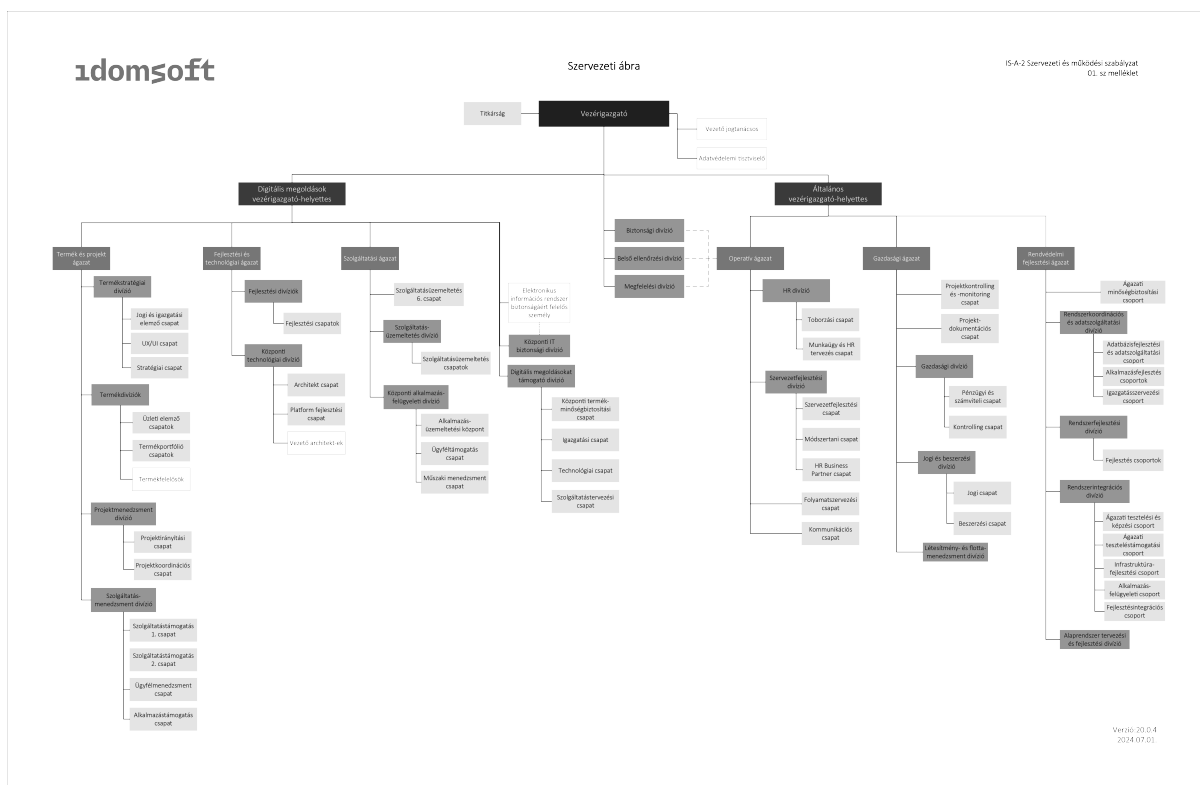 ıdomsoft
Szervezeti ábra
IS-A-2 Szervezeti és működési szabályzat
01. sz melléklet
Titkárság
Vezérigazgató
Vezető jogtanácsos
Adatvédelmi tisztviselő
Digitális megoldások
vezérigazgató-helyettes
Általános
vezérigazgató-helyettes
Biztonsági divízió
Belső ellenőrzési divízió
Megfelelési divízió
Termék és projekt
ágazat
Termékstratégiai
divízió
Jogi és igazgatási
elemző csapat
UX/UI csapat
Stratégiai csapat
Termékdivíziók
Üzleti elemző
csapatok
Termékportfólió
csapatok
Termékfelelősök
Projektmenedzsment
divízió
Projektirányítási
csapat
Projektkoordinációs
csapat
Szolgáltatás-
menedzsment divízió
Szolgáltatástámogatás
1. csapat
Szolgáltatástámogatás
2. csapat
Ügyfélmenedzsment
csapat
Alkalmazástámogatás
csapat
Fejlesztési és
technológiai ágazat
Fejlesztési divíziók
Fejlesztési csapatok
Központi
technológiai divízió
Architekt csapat
Platform fejlesztési
csapat
Vezető architekt-ek
Szolgáltatási ágazat
Szolgáltatásüzemeltetés
6. csapat
Szolgáltatás-
üzemeltetés divízió
Szolgáltatásüzemeltetés
csapatok
Központi alkalmazás-
felügyeleti divízió
Alkalmazás-
üzemeltetési központ
Ügyféltámogatás
csapat
Műszaki menedzsment
csapat
Elektronikus
információs rendszer
biztonságáért felelős
személy
Központi IT
biztonsági divízió
Digitális megoldásokat
támogató divízió
Központi termék-
minőségbiztosítási
csapat
Igazgatási csapat
Technológiai csapat
Szolgáltatástervezési
csapat
Operatív ágazat
HR divízió
Toborzási csapat
Munkaügy és HR
tervezés csapat
Szervezetfejlesztési
divízió
Szervezetfejlesztési
csapat
Módszertani csapat
HR Business
Partner csapat
Folyamatszervezési
csapat
Kommunikációs
csapat
Gazdasági ágazat
Projektkontrolling
és -monitoring
csapat
Projekt-
dokumentációs
csapat
Gazdasági divízió
Pénzügyi és
számviteli csapat
Kontrolling csapat
Jogi és beszerzési
divízió
Jogi csapat
Beszerzési csapat
Létesítmény- és flotta-
menedzsment divízió
Rendvédelmi
fejlesztési ágazat
Ágazati
minőségbiztosítási
csoport
Rendszerkoordinációs
és adatszolgáltatási
divízió
Adatbázisfejlesztési
és adatszolgáltatási
csoport
Alkalmazásfejlesztés
csoportok
Igazgatásszervezési
csoport
Rendszerfejlesztési
divízió
Fejlesztés csoportok
Rendszerintegrációs
divízió
Ágazati tesztelési és
képzési csoport
Ágazati
teszteléstámogatási
csoport
Infrastruktúra-
fejlesztési csoport
Alkalmazás-
felügyeleti csoport
Fejlesztésintegrációs
csoport
Alaprendszer tervezési
és fejlesztési divízió
Verzió 20.0.4
2024.07.01.